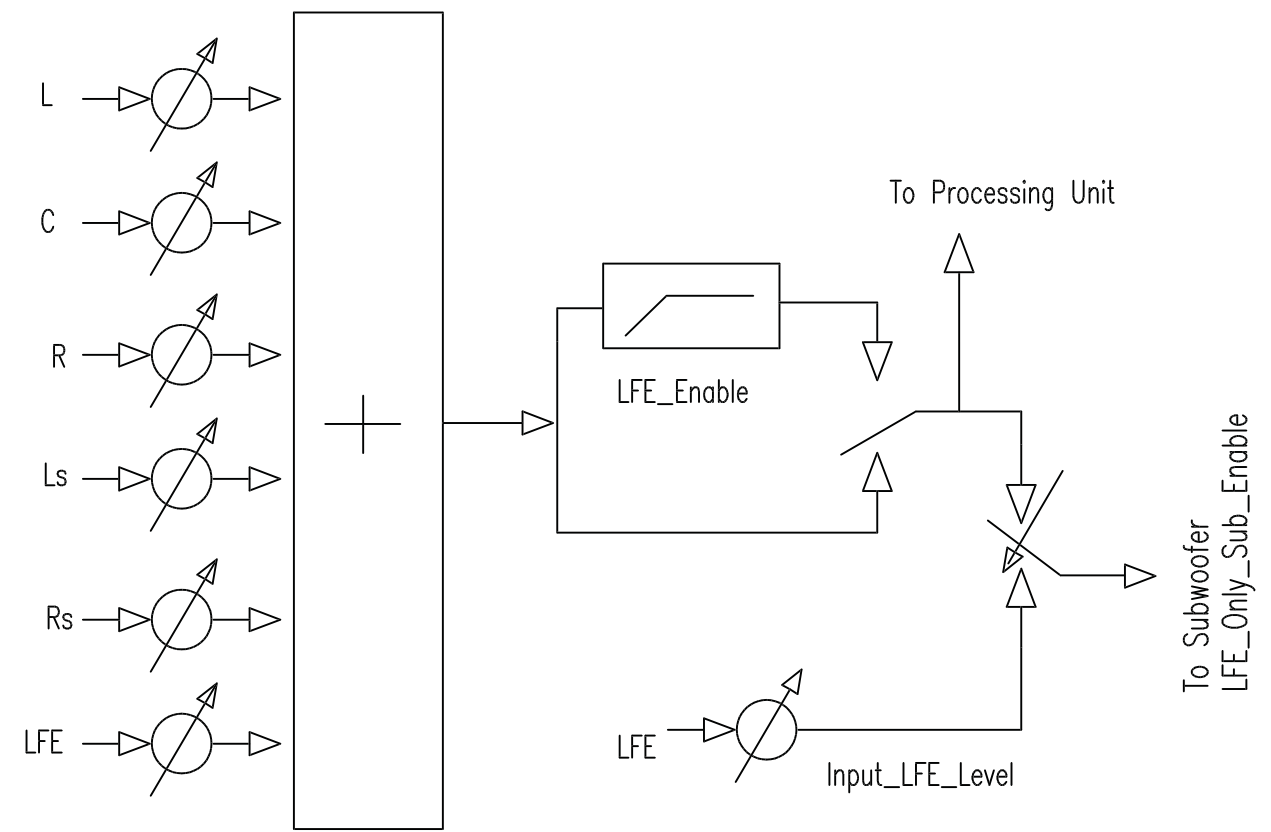 L
C
R
Ls
Rs
LFE
To Processing Unit
LFE_Enable
LFE
Input_LFE_Level
To Subwoofer
LFE_Only_Sub_Enable